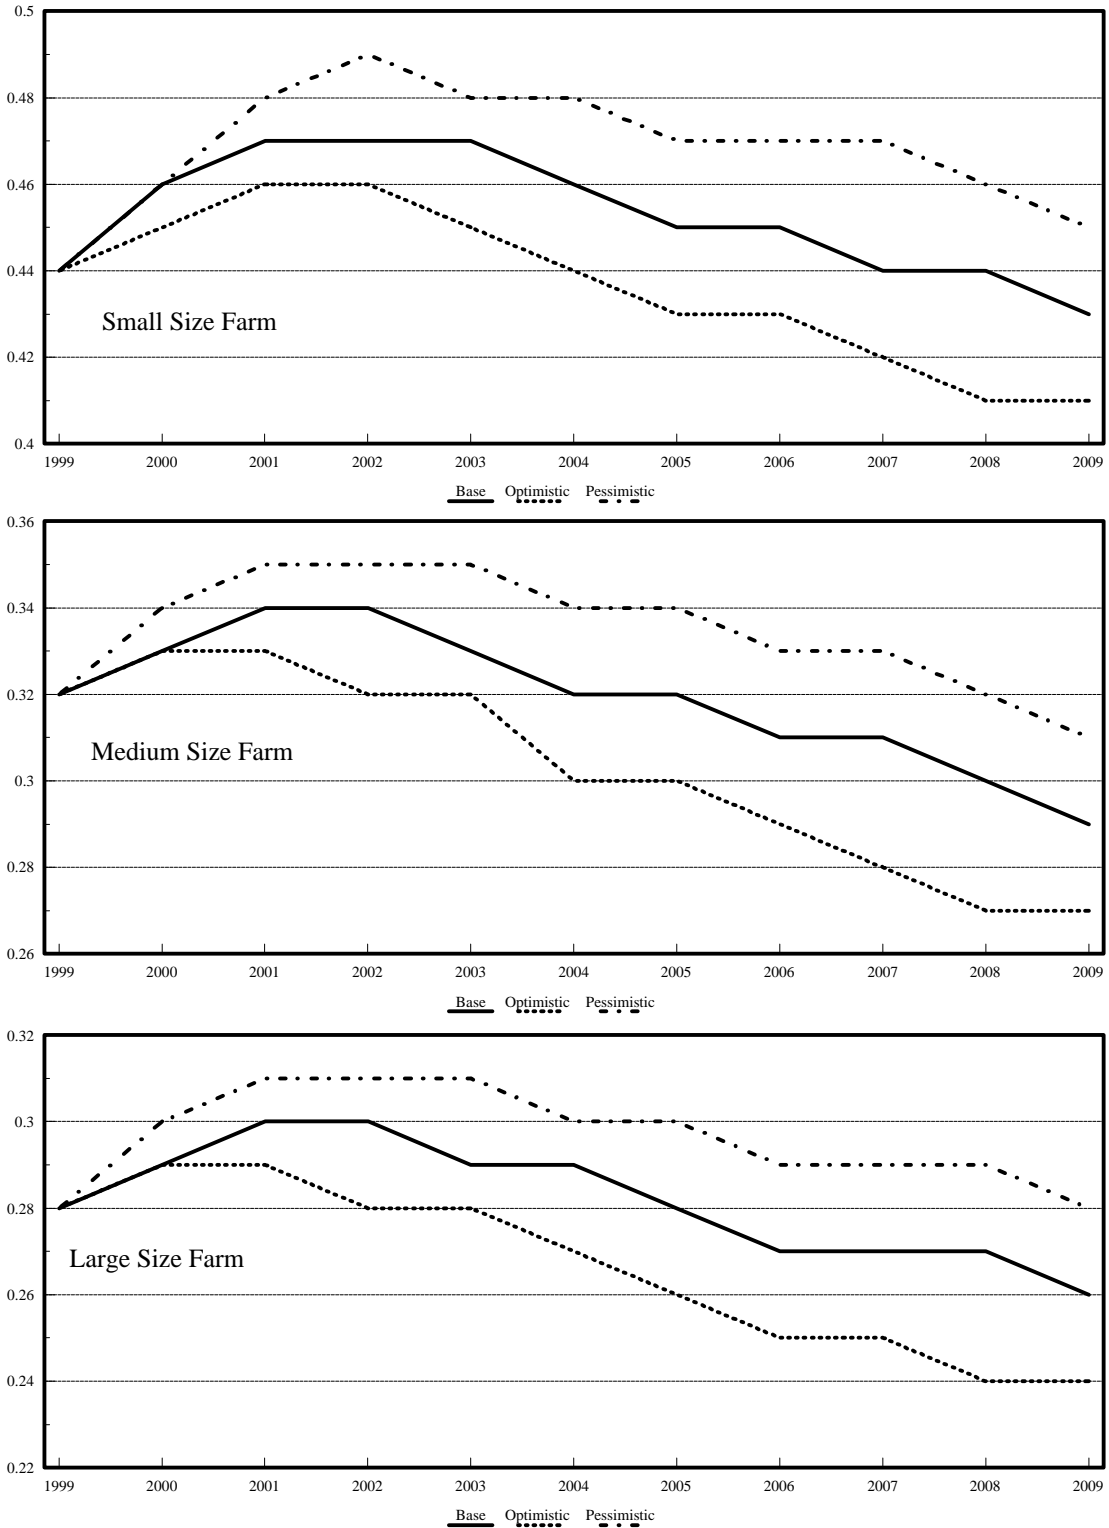 0.5
0.48
0.46
0.44
Small Size Farm
0.42
0.4
1999 2000 2001 2002 2003 2004 2005 2006 2007 2008 2009
Base Optimistic Pessimistic
0.36
0.34
0.32
Medium Size Farm
0.3
0.28
0.26
1999 2000 2001 2002 2003 2004 2005 2006 2007 2008 2009
Base Optimistic Pessimistic
0.32
0.3
0.28
Large Size Farm
0.26
0.24
0.22
1999 2000 2001 2002 2003 2004 2005 2006 2007 2008 2009
Base Optimistic Pessimistic